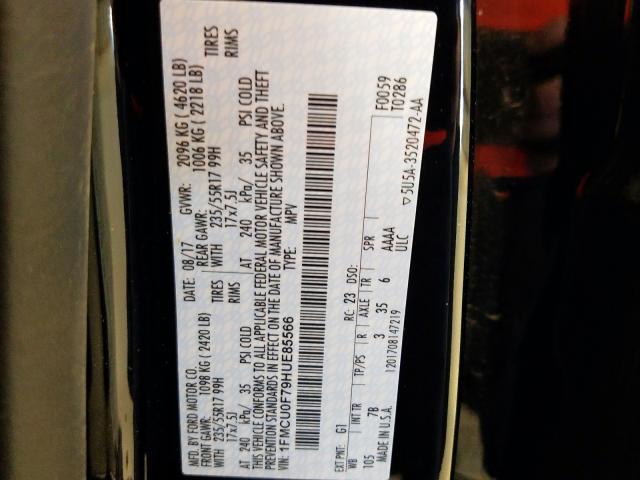 MFD. BY FORD MOTOR CO. DATE: 08/17 GVWR: 2096 KG ( 4620 LB)
FRONT GAWR: 1098 KG ( 2420 LB) REAR GAWR: 1006 KG ( 2218 LB)
WITH 235/55R17 99H TIRES WITH 235/55R17 99H TIRES
17x7.5J RIMS 17x7.5J RIMS
AT 240 kPa/ 35 PSI COLD AT 240 kPa/ 35 PSI COLD
THIS VEHICLE CONFORMS TO ALL APPLICABLE FEDERAL MOTOR VEHICLE SAFETY AND THEFT
PREVENTION STANDARDS IN EFFECT ON THE DATE OF MANUFACTURE SHOWN ABOVE.
VIN: 1FMCU0F79HUE85566 TYPE: MPV
F0059
T0286
EXT PNT: G1 RC: 23 DSO:
WB INT TR TP/PS R AXLE TR SPR
105 7B 3 35 6 AAAA
ULC
MADE IN U.S.A. 1201708147219
▽5U5A-3520472-AA